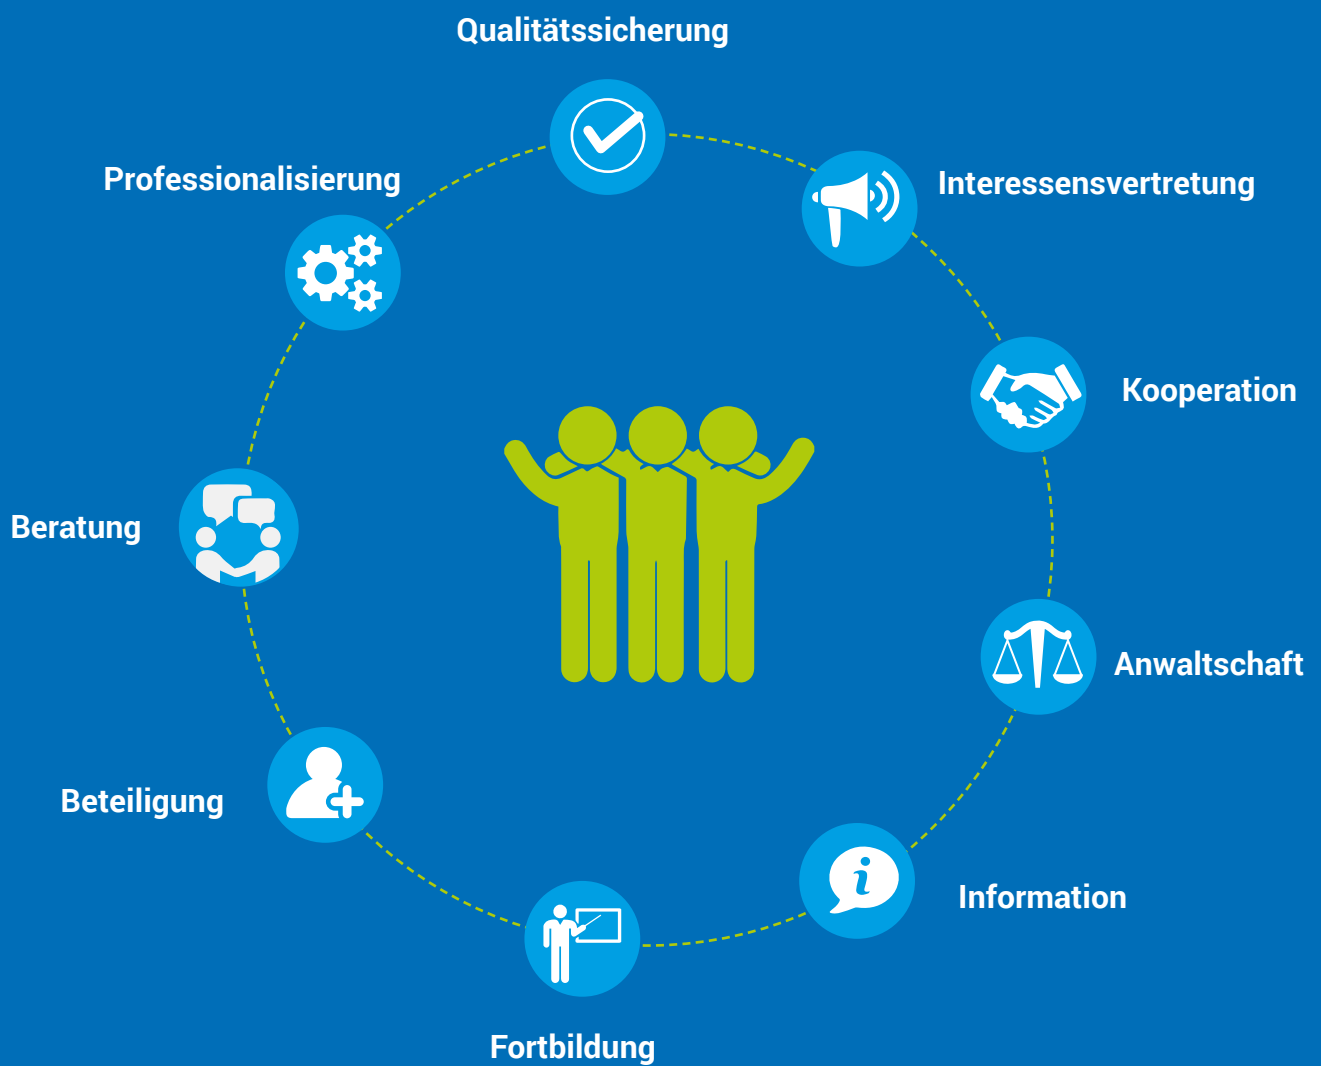 Qualitätssicherung
Professionalisierung
Interessensvertretung
Kooperation
Beratung
Anwaltschaft
Beteiligung
Information
Fortbildung